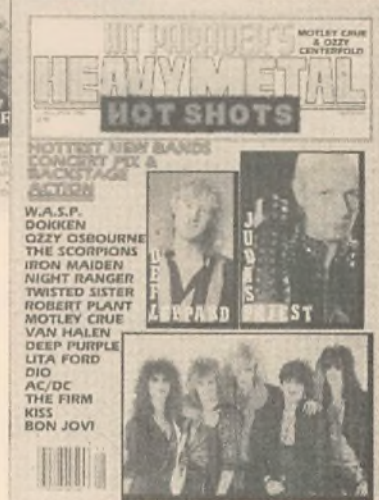 MOTLEY CRUE
& OZZY
CENTERFOLD
HIT PARADER'S
HEAVY METAL
HOT SHOTS
HOTTEST NEW BANDS
CONCERT PIX &
BACKSTAGE
ACTION
W.A.S.P.
DOKKEN
OZZY OSBOURNE
THE SCORPIONS
IRON MAIDEN
NIGHT RANGER
TWISTED SISTER
ROBERT PLANT
MOTLEY CRUE
VAN HALEN
DEEP PURPLE
LITA FORD
DIO
AC/DC
THE FIRM
KISS
BON JOVI
DEF LEPPARD
JUDAS PRIEST